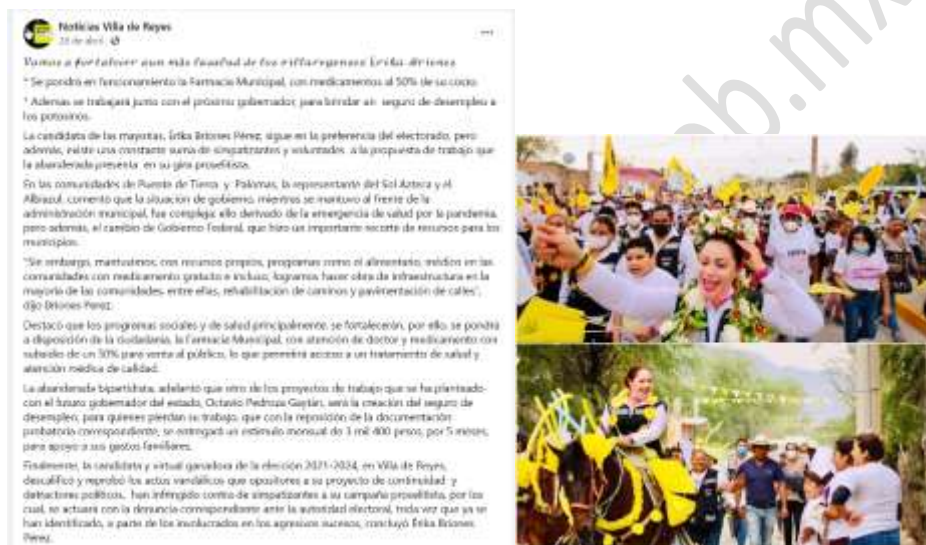 Noticias Villa de Reyes
28 de abril
Vamos a fortalecer aun más la salud de los villareyenses Erika Briones
* Se pondrá en funcionamiento la Farmacia Municipal, con medicamentos al 50% de su costo
* Ademas se trabajará junto con el próximo gobernador, para brindar un seguro de desempleo a
los potosinos.
La candidata de las mayorias, Erika Briones Pérez, sigue en la preferencia del electorado, pero
además, existe una constante suma de simpatizantes y voluntades a la propuesta de trabajo que
la abanderada presenta en su gira proselitista.
En las comunidades de Puente de Tierra y Palomas, la representante del Sol Azteca y el
Albiazul, comentó que la situación de gobierno, mientras se mantuvo al frente de la
administración municipal, fue compleja; ello derivado de la emergencia de salud por la pandemia,
pero además, el cambio de Gobierno Federal, que hizo un importante recorte de recursos para los
municipios.
"Sin embargo, mantuvimos, con recursos propios, programas como el alimentario, médico en las
comunidades con medicamento gratuito e incluso, logramos hacer obra de infraestructura en la
mayoría de las comunidades, entre ellas, rehabilitación de caminos y pavimentación de calles",
dijo Briones Pérez.
Destacó que los programas sociales y de salud principalmente, se fortalecerán, por ello, se pondrá
a disposición de la ciudadanía, la Farmacia Municipal, con atención de doctor y medicamento con
subsidio de un 50% para venta al público, lo que permitirá acceso a un tratamiento de salud y
atención médica de calidad.
La abanderada bipartidista, adelantó que otro de los proyectos de trabajo que se ha planteado
con el futuro gobernador del estado, Octavio Pedroza Gaytán, será la creación del seguro de
desempleo, para quienes pierdan su trabajo, que con la reposición de la documentación
probatoria correspondiente, se entregará un estímulo monsual de 3 mil 400 pesos, por 5 meses,
para apoyo a sus gastos familiares.
Finalmente, la candidata y virtual ganadora de la elección 2021-2024, en Villa de Reyes,
descalificó y reprobó los actos vandálicos que opositores a su proyecto de continuidad y
detractores políticos, han infringido contra de simpatizantes a su campaña proselitista, por los
cual, se actuará con la denuncia correspondiente ante la autoridad electoral, toda vez que ya se
han identificado, a parte de los involucrados en los agresivos sucesos, concluyó Erika Briones
Pérez.
ob.mx